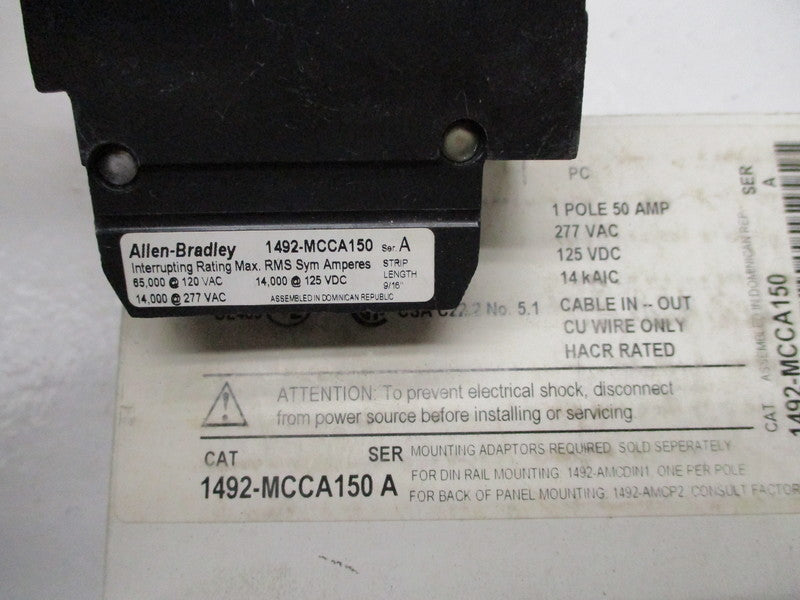 Allen-Bradley 1492-MCCA150 Ser. A
Interrupting Rating Max. RMS Sym Amperes
65,000 @ 120 VAC 14,000 @ 125 VDC
14,000 @ 277 VAC ASSEMBLED IN DOMINICAN REPUBLIC
STRIP
LENGTH
9/16"
PC
1 POLE 50 AMP
277 VAC
125 VDC
14 kAIC
CSA C22.2 No. 5.1
CABLE IN -- OUT
CU WIRE ONLY
HACR RATED
ATTENTION: To prevent electrical shock, disconnect
from power source before installing or servicing
CAT SER
1492-MCCA150 A
MOUNTING ADAPTORS REQUIRED SOLD SEPERATELY
FOR DIN RAIL MOUNTING: 1492-AMCDIN1, ONE PER POLE
FOR BACK OF PANEL MOUNTING: 1492-AMCP2, CONSULT FACTOR
SER
A
ASSEMBLED IN DOMINICAN REP
CAT
1492-MCCA150